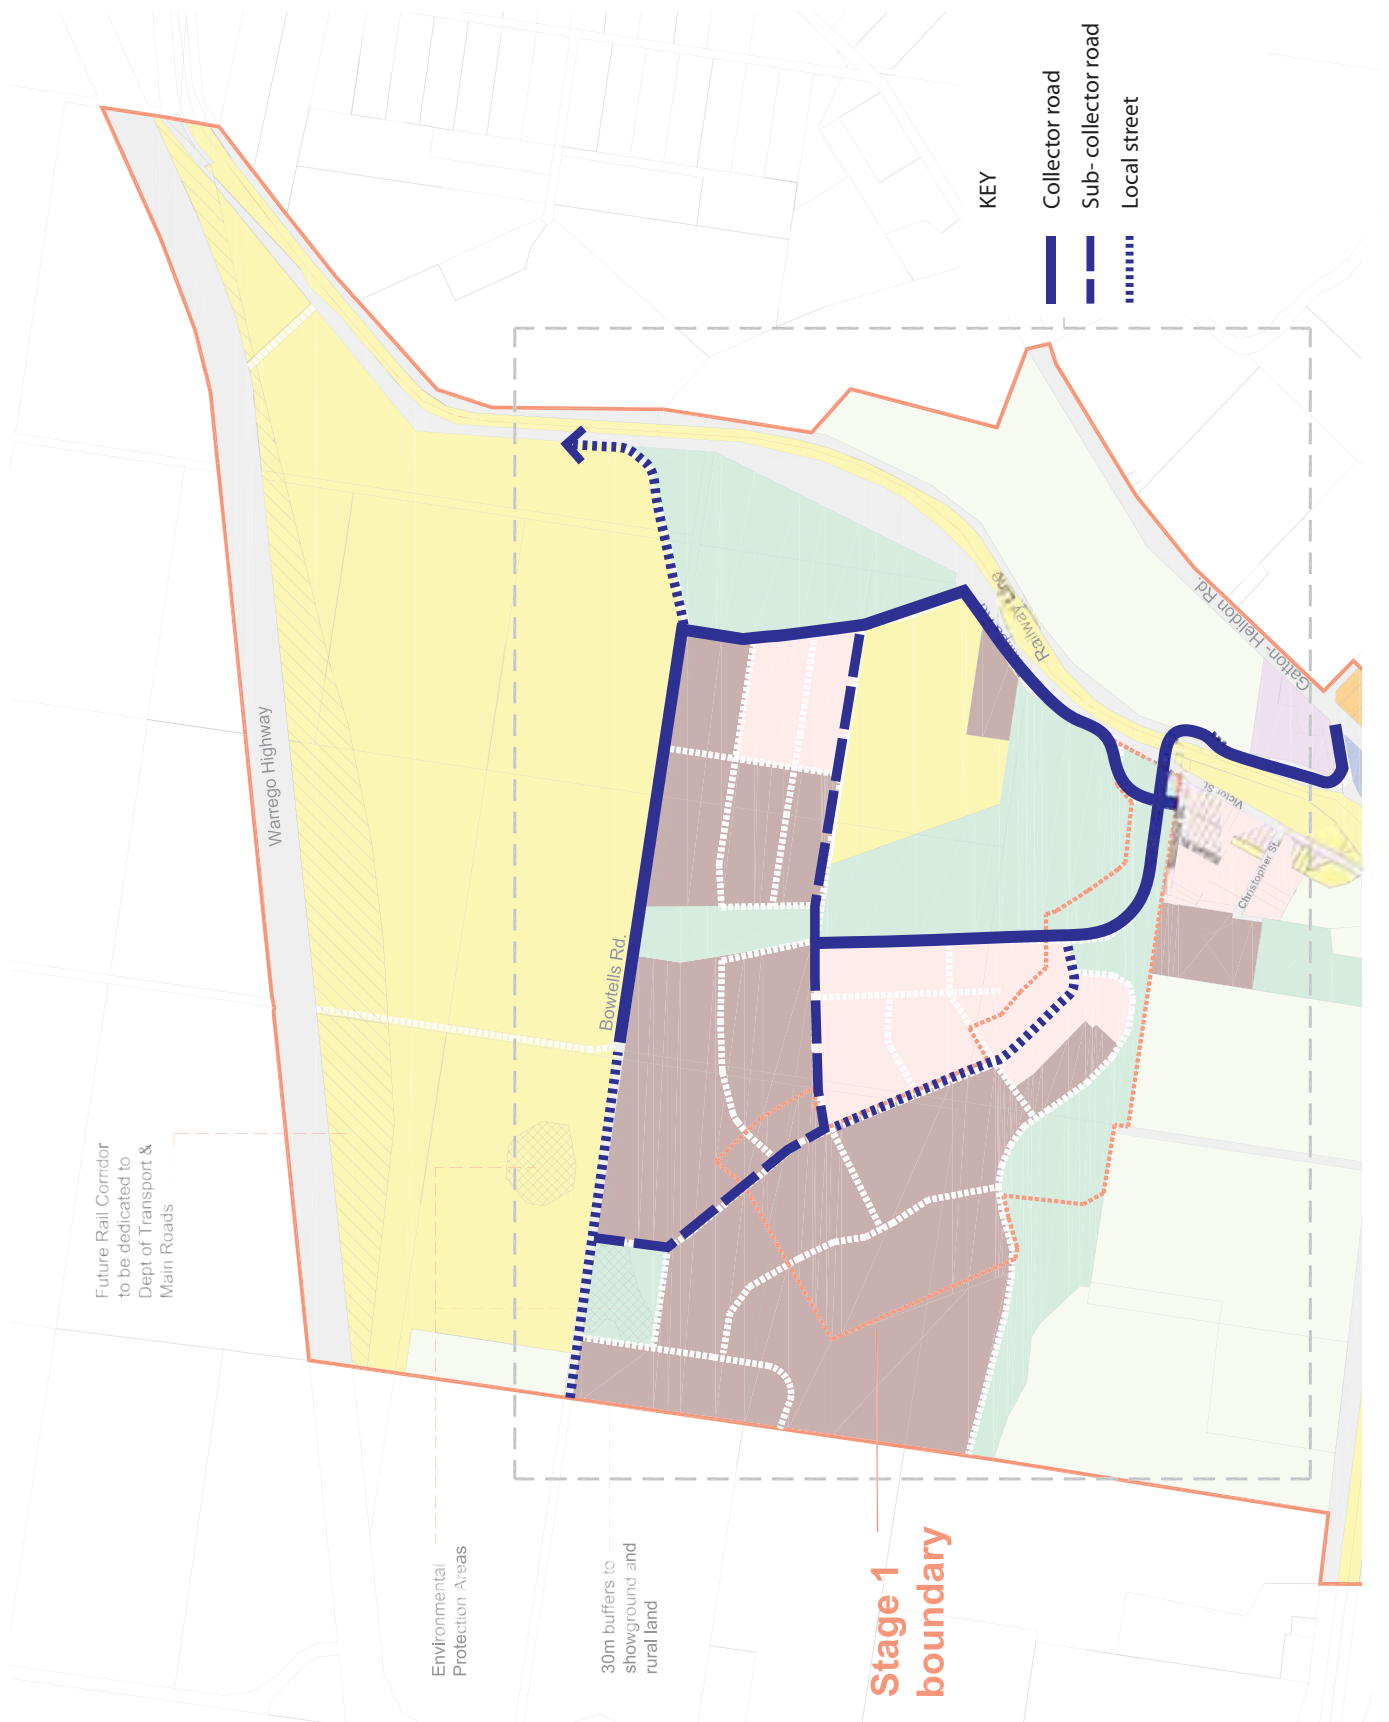 KEY
Collector road
Sub- collector road
Local street
Warrego Highway
Bowtells Rd.
Railway
Gatton- Helidon Rd.
Victor St.
Christopher St.
Future Rail Corridor
to be dedicated to
Dept of Transport &
Main Roads
Environmental
Protection Areas
30m buffers to
showground and
rural land
Stage 1
boundary